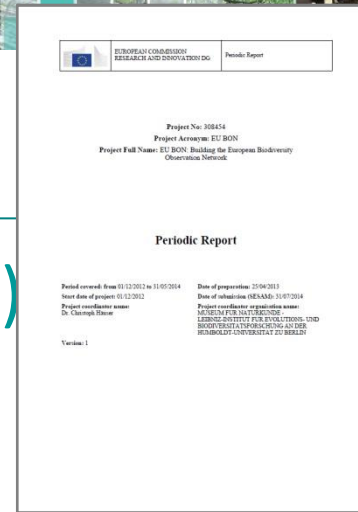 EUROPEAN COMMISSION
RESEARCH AND INNOVATION DG
Periodic Report
Project No: 308454
Project Acronym: EU BON
Project Full Name: EU BON: Building the European Biodiversity
Observation Network
Periodic Report
Period covered: from 01/12/2012 to 31/05/2014
Start date of project: 01/12/2012
Project coordinator name:
Dr. Christoph Häuser
Version: 1
Date of preparation: 25/04/2013
Date of submission (SESAM): 31/07/2014
Project coordinator organisation name:
MUSEUM FUR NATURKUNDE -
LEIBNIZ-INSTITUT FUR EVOLUTIONS- UND
BIODIVERSITATSFORSCHUNG AN DER
HUMBOLDT-UNIVERSITAT ZU BERLIN
)